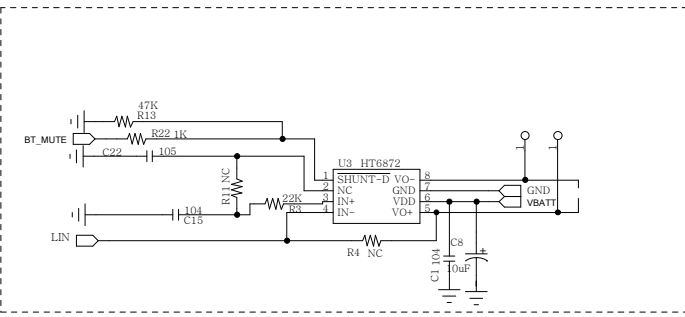 47K
R13
BT_MUTE
R22 1K
C22
105
U3 HT6872
1 SHUNT-D VO- 8
2 NC GND 7
3 IN+ VDD 6
4 IN- VO+ 5
1
1
GND
VBATT
R11 NC
22K
R3
104
C15
LIN
R4 NC
C1 104
C8
10uF
+